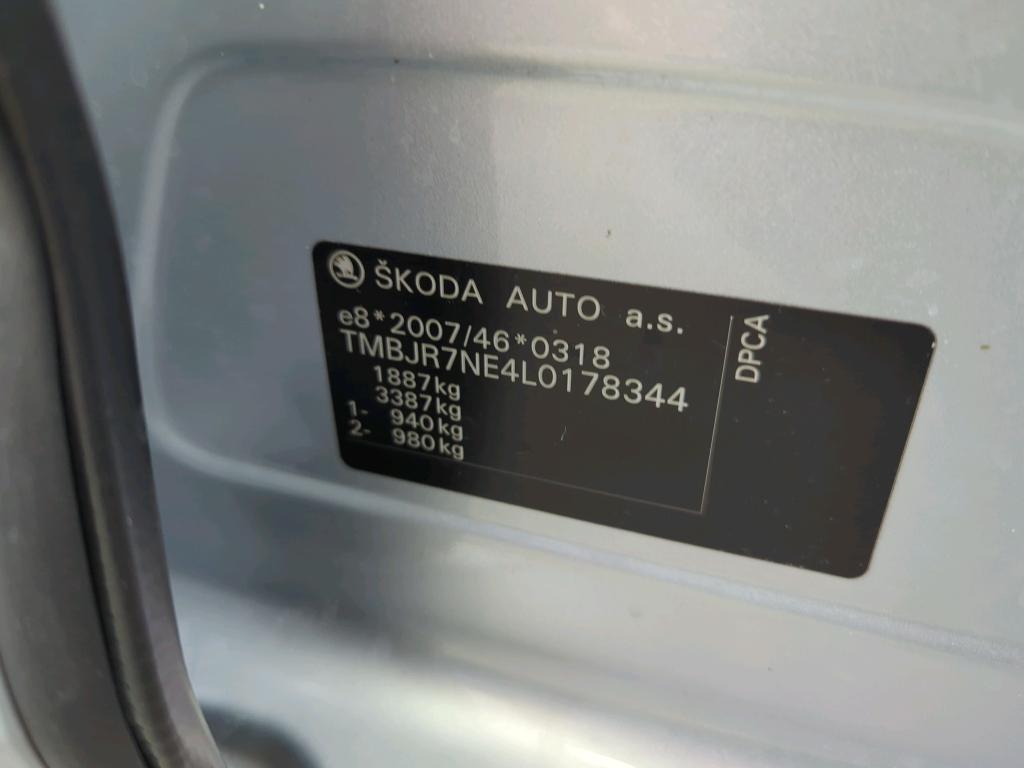 ŠKODA AUTO a.s.
e8*2007/46*0318
TMBJR7NE4L0178344
1887kg
3387kg
1- 940kg
2- 980kg
DPCA